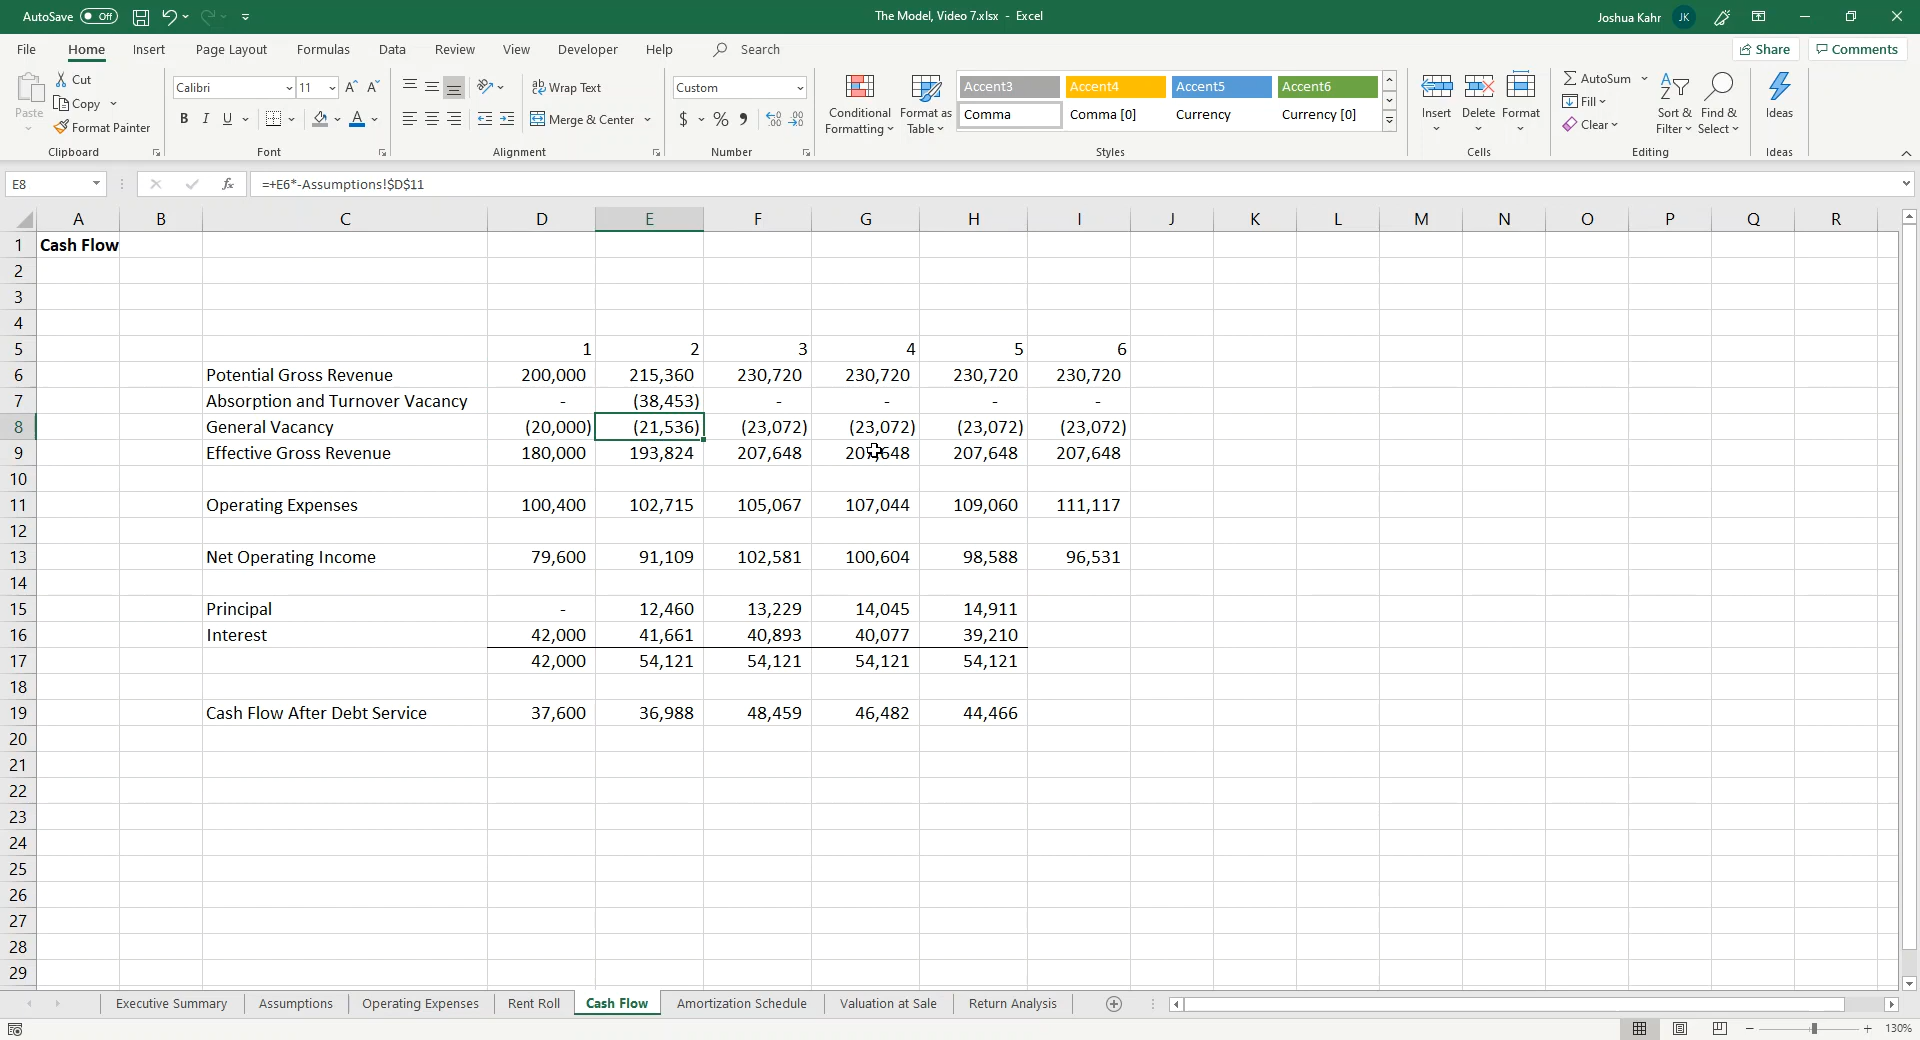 AutoSave Off The Model, Video 7.xlsx - Excel Joshua Kahr JK
File Home Insert Page Layout Formulas Data Review View Developer Help Search Share Comments
Paste Cut Copy Format Painter Clipboard
Calibri 11 A A B I U A Font
Wrap Text Merge & Center Alignment
Custom $ % Number
Conditional Formatting Format as Table Accent3 Accent4 Accent5 Accent6 Comma Comma [0] Currency Currency [0] Styles
Insert Delete Format Cells
AutoSum Fill Clear Sort & Filter Find & Select Editing
Ideas Ideas
E8 fx =+E6*-Assumptions!$D$11
A B C D E F G H I J K L M N O P Q R
1 Cash Flow
2
3
4
5 1 2 3 4 5 6
6 Potential Gross Revenue 200,000 215,360 230,720 230,720 230,720 230,720
7 Absorption and Turnover Vacancy - (38,453) - - - -
8 General Vacancy (20,000) (21,536) (23,072) (23,072) (23,072) (23,072)
9 Effective Gross Revenue 180,000 193,824 207,648 207,648 207,648 207,648
10
11 Operating Expenses 100,400 102,715 105,067 107,044 109,060 111,117
12
13 Net Operating Income 79,600 91,109 102,581 100,604 98,588 96,531
14
15 Principal - 12,460 13,229 14,045 14,911
16 Interest 42,000 41,661 40,893 40,077 39,210
17 42,000 54,121 54,121 54,121 54,121
18
19 Cash Flow After Debt Service 37,600 36,988 48,459 46,482 44,466
20
21
22
23
24
25
26
27
28
29
Executive Summary Assumptions Operating Expenses Rent Roll Cash Flow Amortization Schedule Valuation at Sale Return Analysis
130%